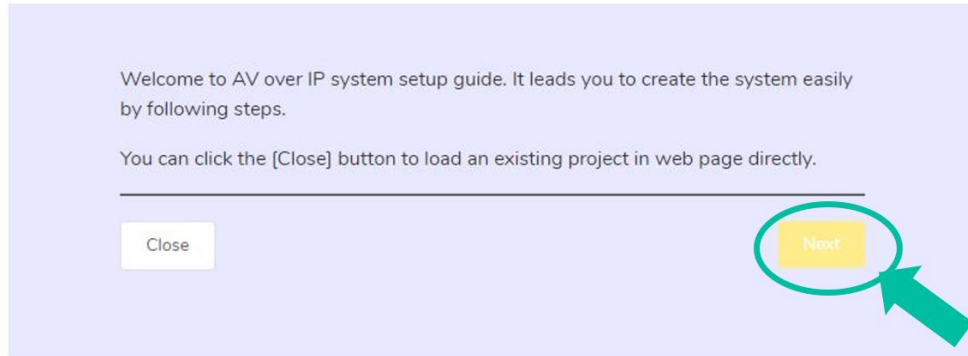 Welcome to AV over IP system setup guide. It leads you to create the system easily
by following steps.
You can click the [Close] button to load an existing project in web page directly.
Close
Next